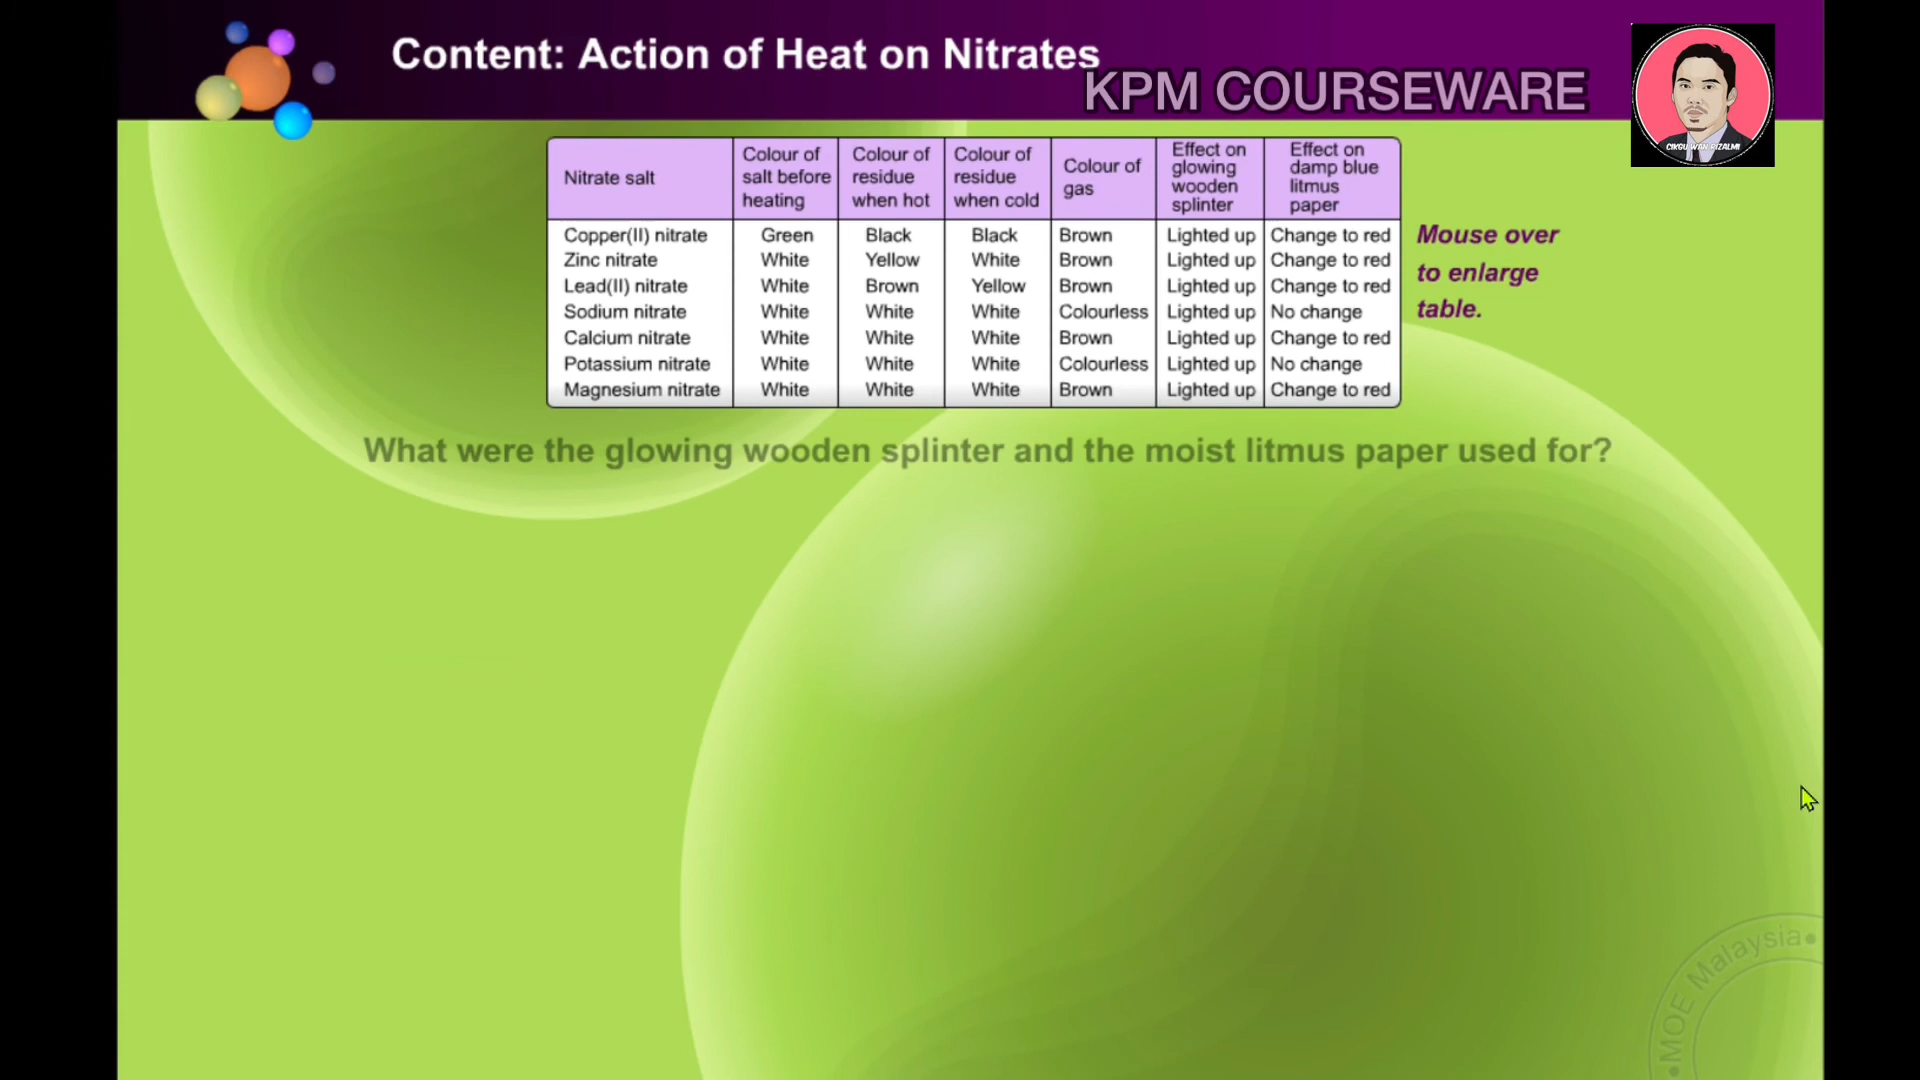 Content: Action of Heat on Nitrates
KPM COURSEWARE
CIKGU WAN RIZALMI
Nitrate salt | Colour of salt before heating | Colour of residue when hot | Colour of residue when cold | Colour of gas | Effect on glowing wooden splinter | Effect on damp blue litmus paper
Copper(II) nitrate | Green | Black | Black | Brown | Lighted up | Change to red
Zinc nitrate | White | Yellow | White | Brown | Lighted up | Change to red
Lead(II) nitrate | White | Brown | Yellow | Brown | Lighted up | Change to red
Sodium nitrate | White | White | White | Colourless | Lighted up | No change
Calcium nitrate | White | White | White | Brown | Lighted up | Change to red
Potassium nitrate | White | White | White | Colourless | Lighted up | No change
Magnesium nitrate | White | White | White | Brown | Lighted up | Change to red
Mouse over
to enlarge
table.
What were the glowing wooden splinter and the moist litmus paper used for?
•MOE Malaysia•